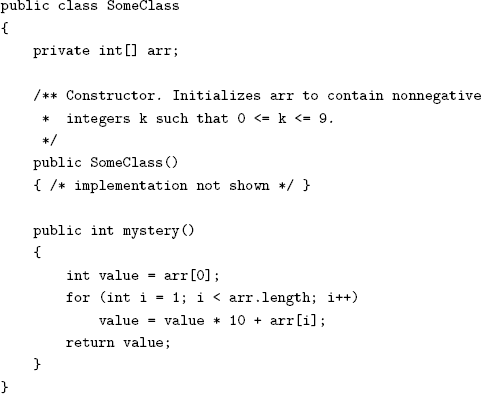 public class SomeClass
{
    private int[] arr;

    /** Constructor. Initializes arr to contain nonnegative
     *  integers k such that 0 <= k <= 9.
     */
    public SomeClass()
    { /* implementation not shown */ }

    public int mystery()
    {
        int value = arr[0];
        for (int i = 1; i < arr.length; i++)
            value = value * 10 + arr[i];
        return value;
    }
}